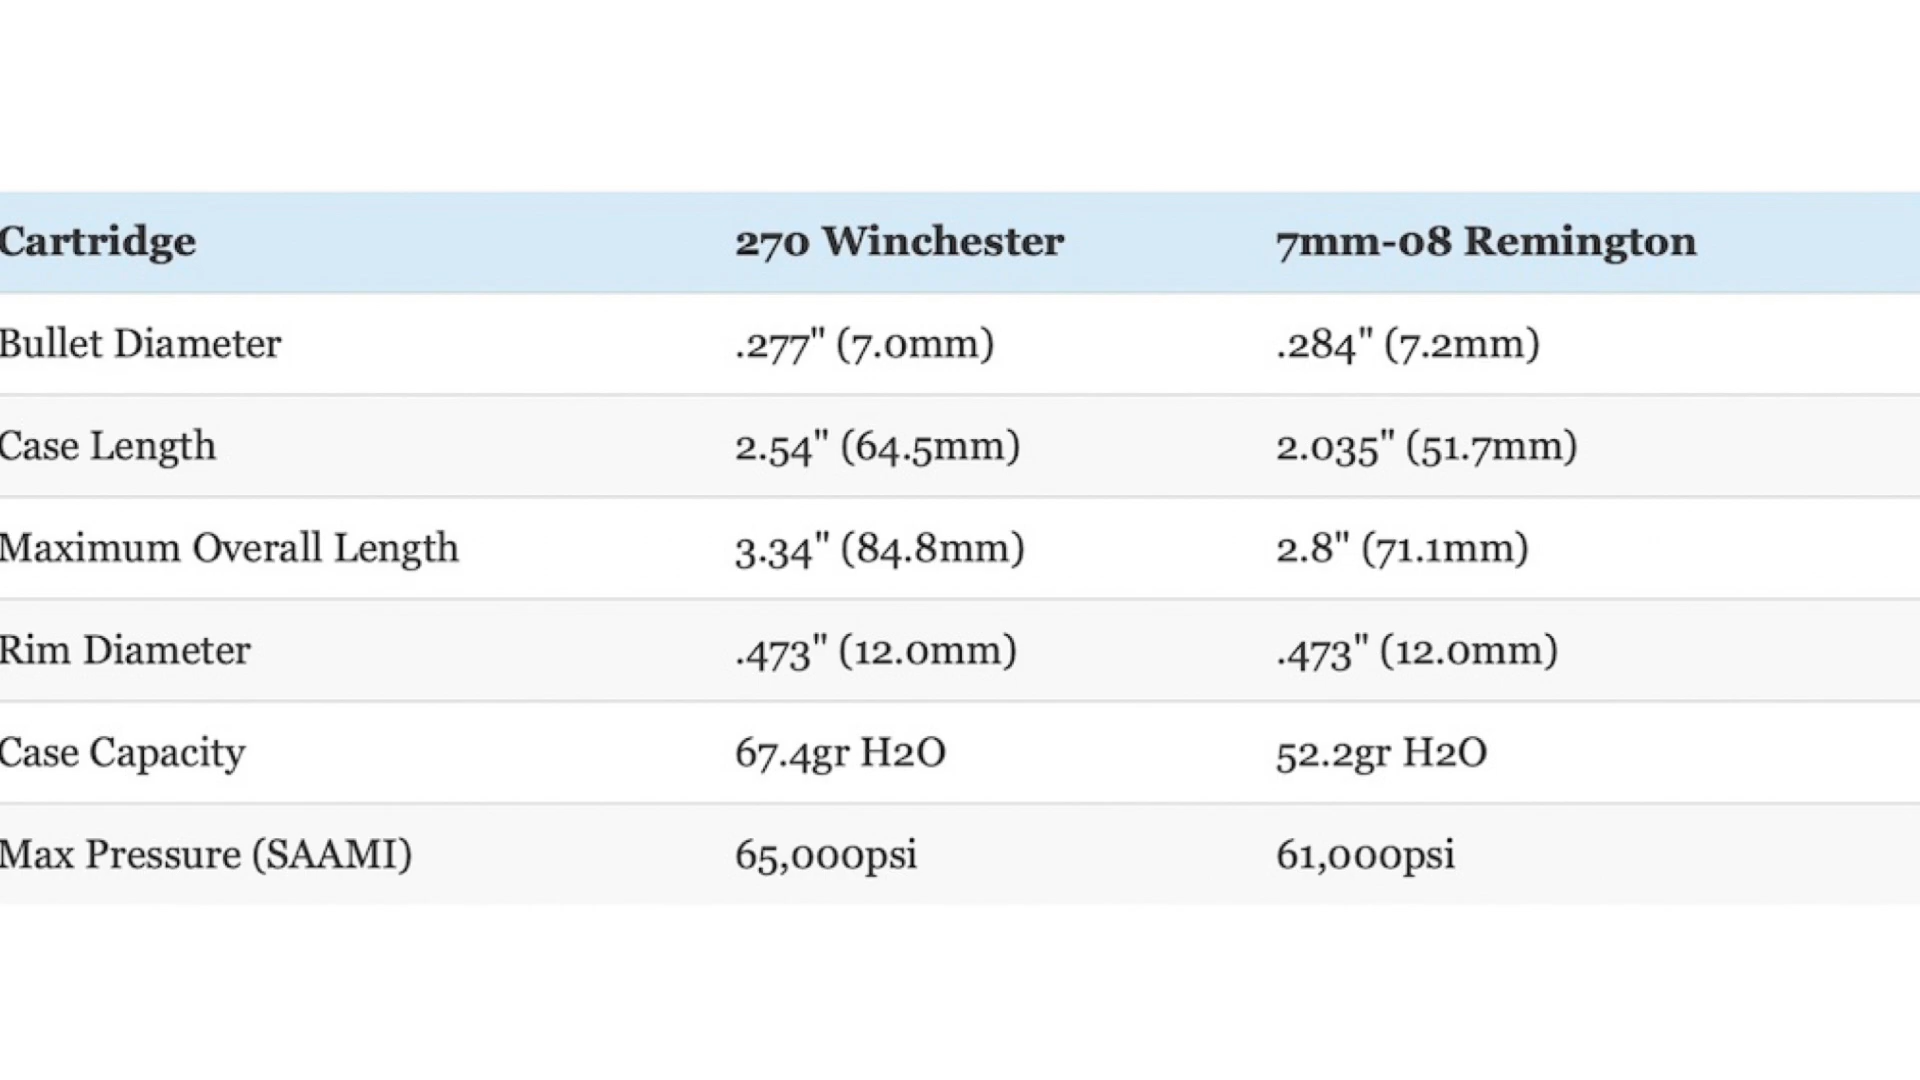 Cartridge 270 Winchester 7mm-08 Remington
Bullet Diameter .277" (7.0mm) .284" (7.2mm)
Case Length 2.54" (64.5mm) 2.035" (51.7mm)
Maximum Overall Length 3.34" (84.8mm) 2.8" (71.1mm)
Rim Diameter .473" (12.0mm) .473" (12.0mm)
Case Capacity 67.4gr H2O 52.2gr H2O
Max Pressure (SAAMI) 65,000psi 61,000psi